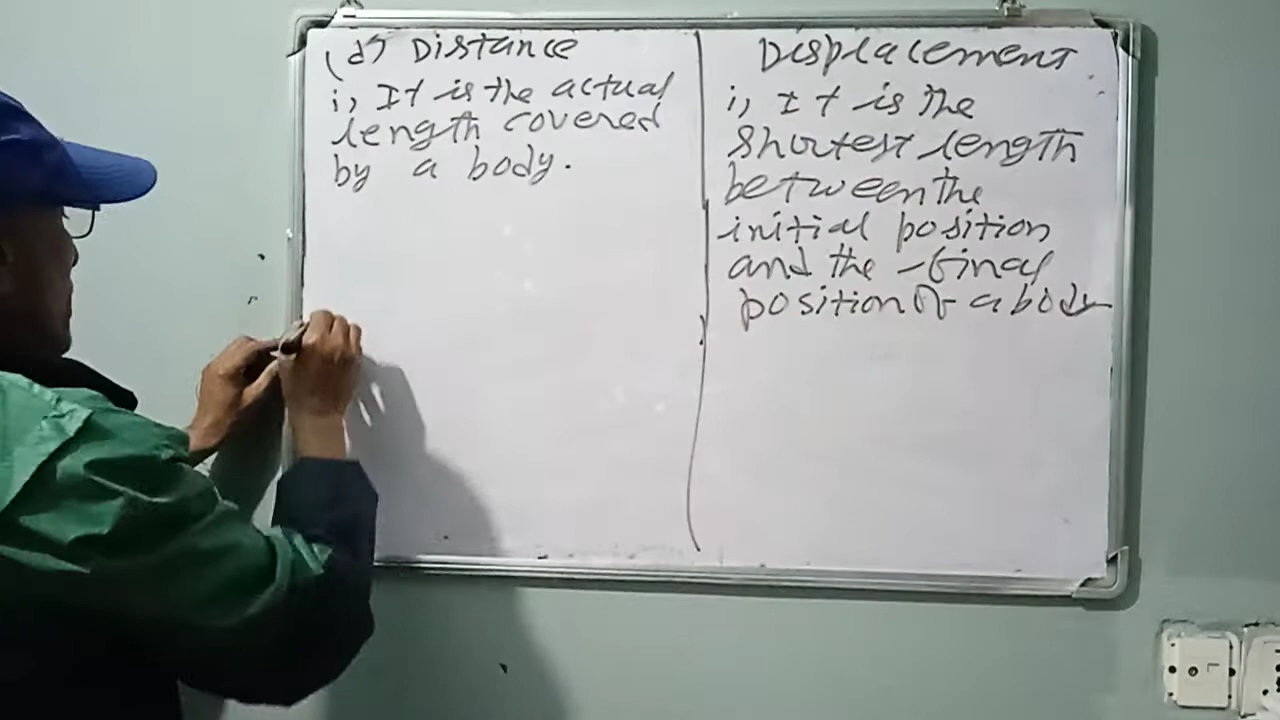 (d) Distance
i, It is the actual
length covered
by a body.
Displacement
i, It is the
shortest length
between the
initial position
and the final
position of a body